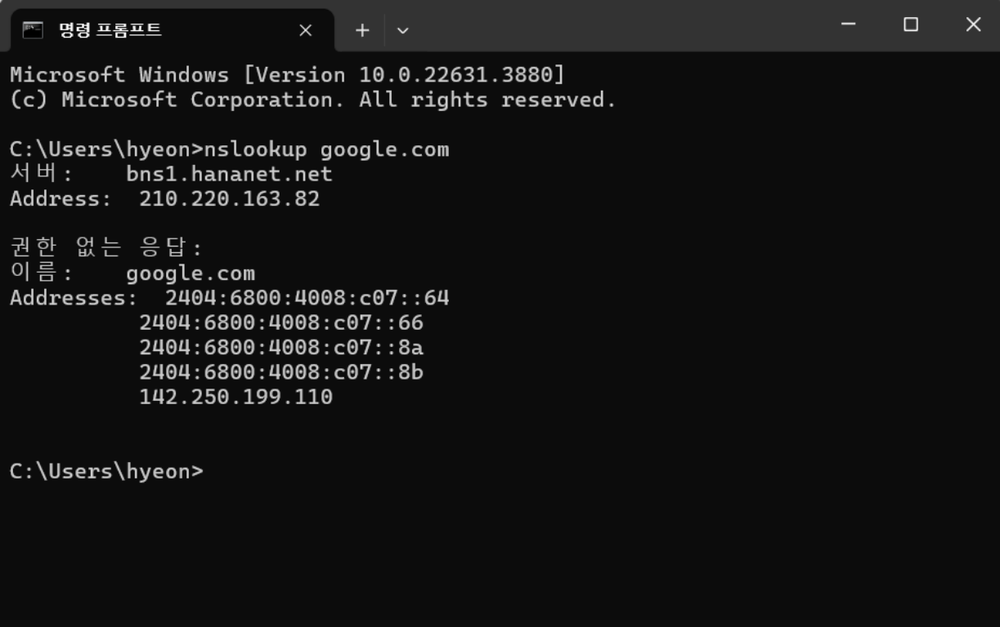 명령 프롬프트
Microsoft Windows [Version 10.0.22631.3880]
(c) Microsoft Corporation. All rights reserved.
C:\Users\hyeon>nslookup google.com
서버:    bns1.hananet.net
Address:  210.220.163.82
권한 없는 응답:
이름:    google.com
Addresses:  2404:6800:4008:c07::64
          2404:6800:4008:c07::66
          2404:6800:4008:c07::8a
          2404:6800:4008:c07::8b
          142.250.199.110
C:\Users\hyeon>